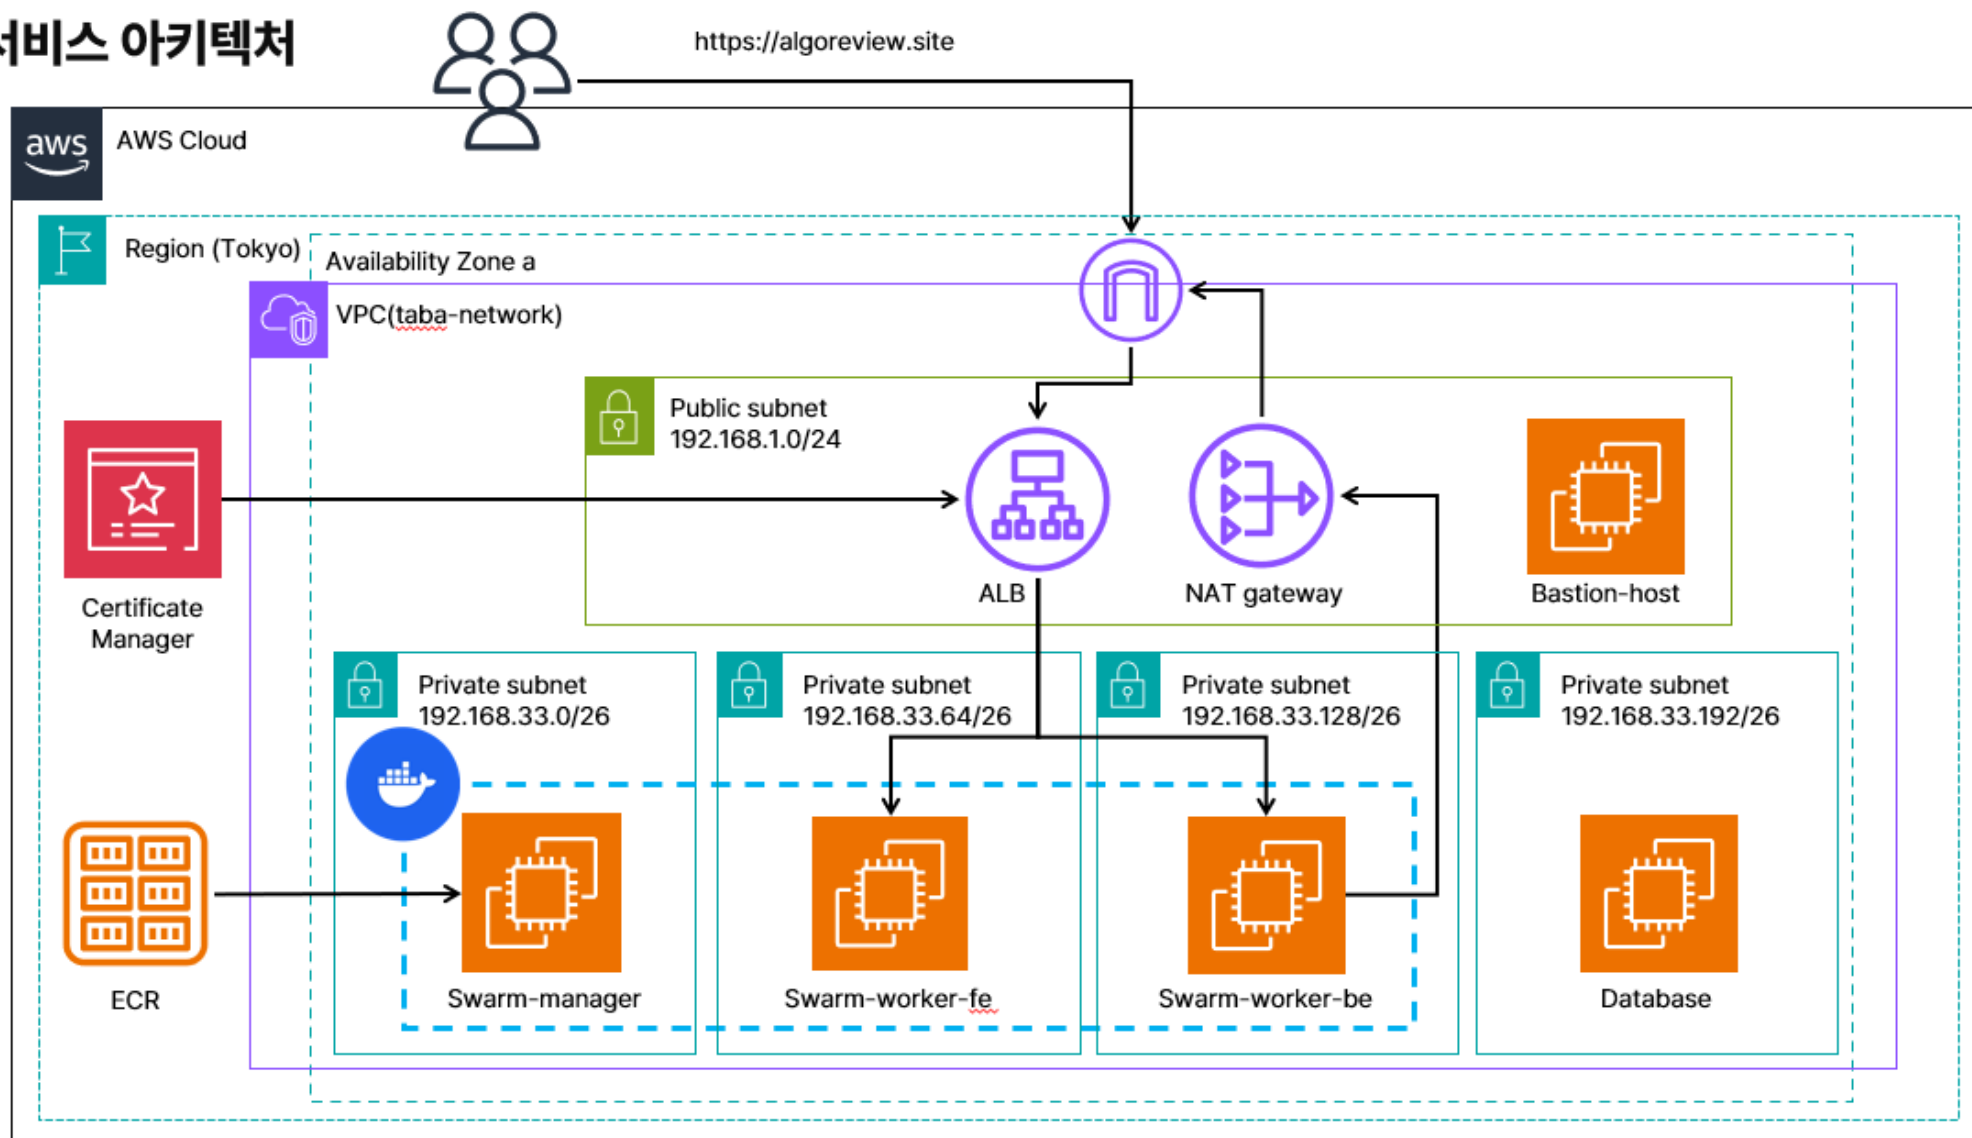 서비스 아키텍처
https://algoreview.site
aws
AWS Cloud
Region (Tokyo)
Availability Zone a
VPC(taba-network)
Public subnet
192.168.1.0/24
Certificate
Manager
ALB
NAT gateway
Bastion-host
Private subnet
192.168.33.0/26
Private subnet
192.168.33.64/26
Private subnet
192.168.33.128/26
Private subnet
192.168.33.192/26
ECR
Swarm-manager
Swarm-worker-fe
Swarm-worker-be
Database